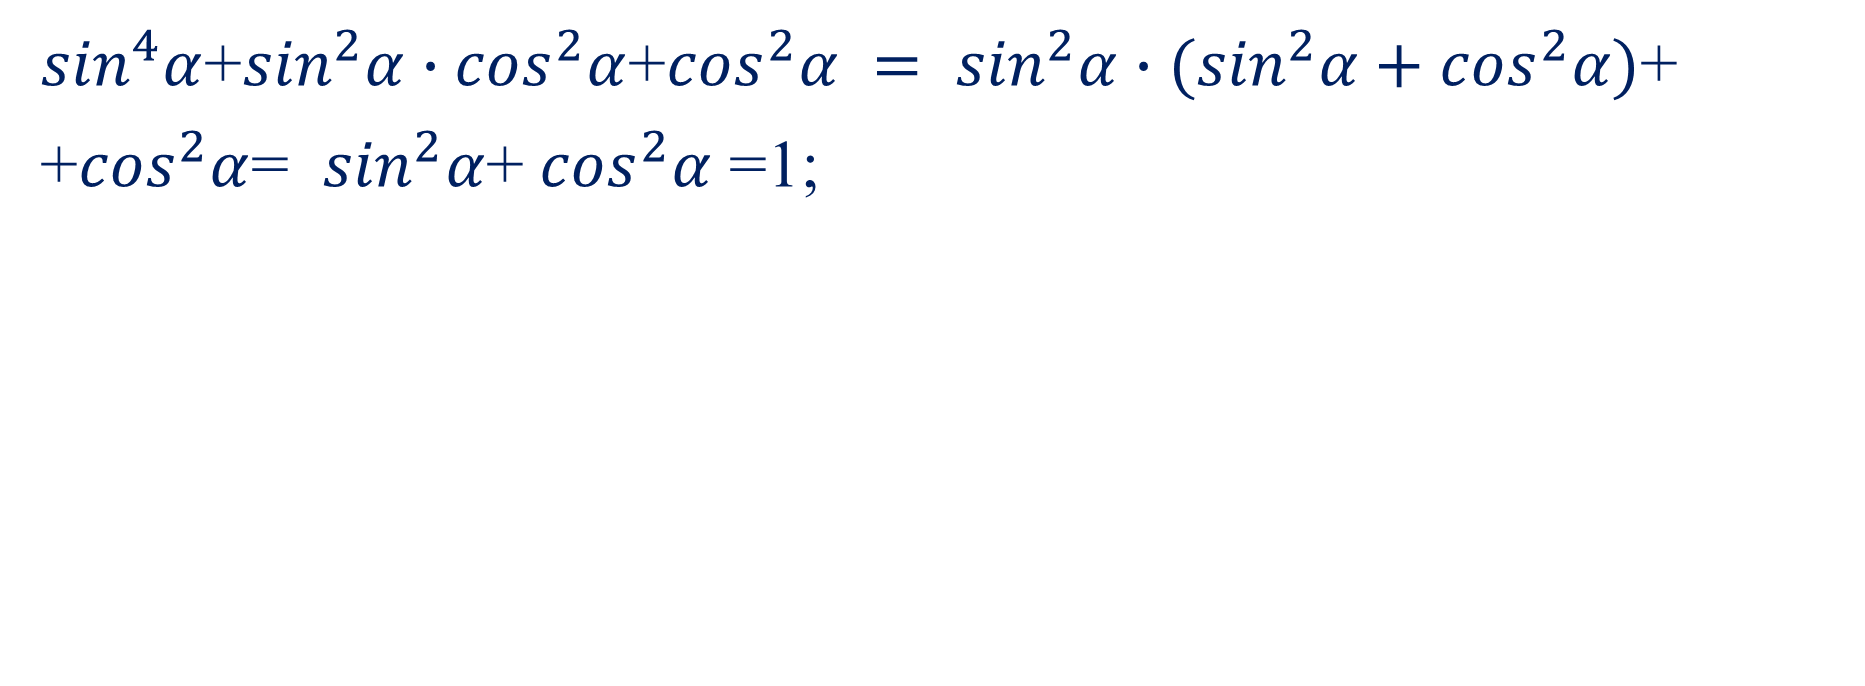 sin⁴α+sin²α · cos²α+cos²α = sin²α · (sin²α + cos²α)+
+cos²α= sin²α+ cos²α =1;